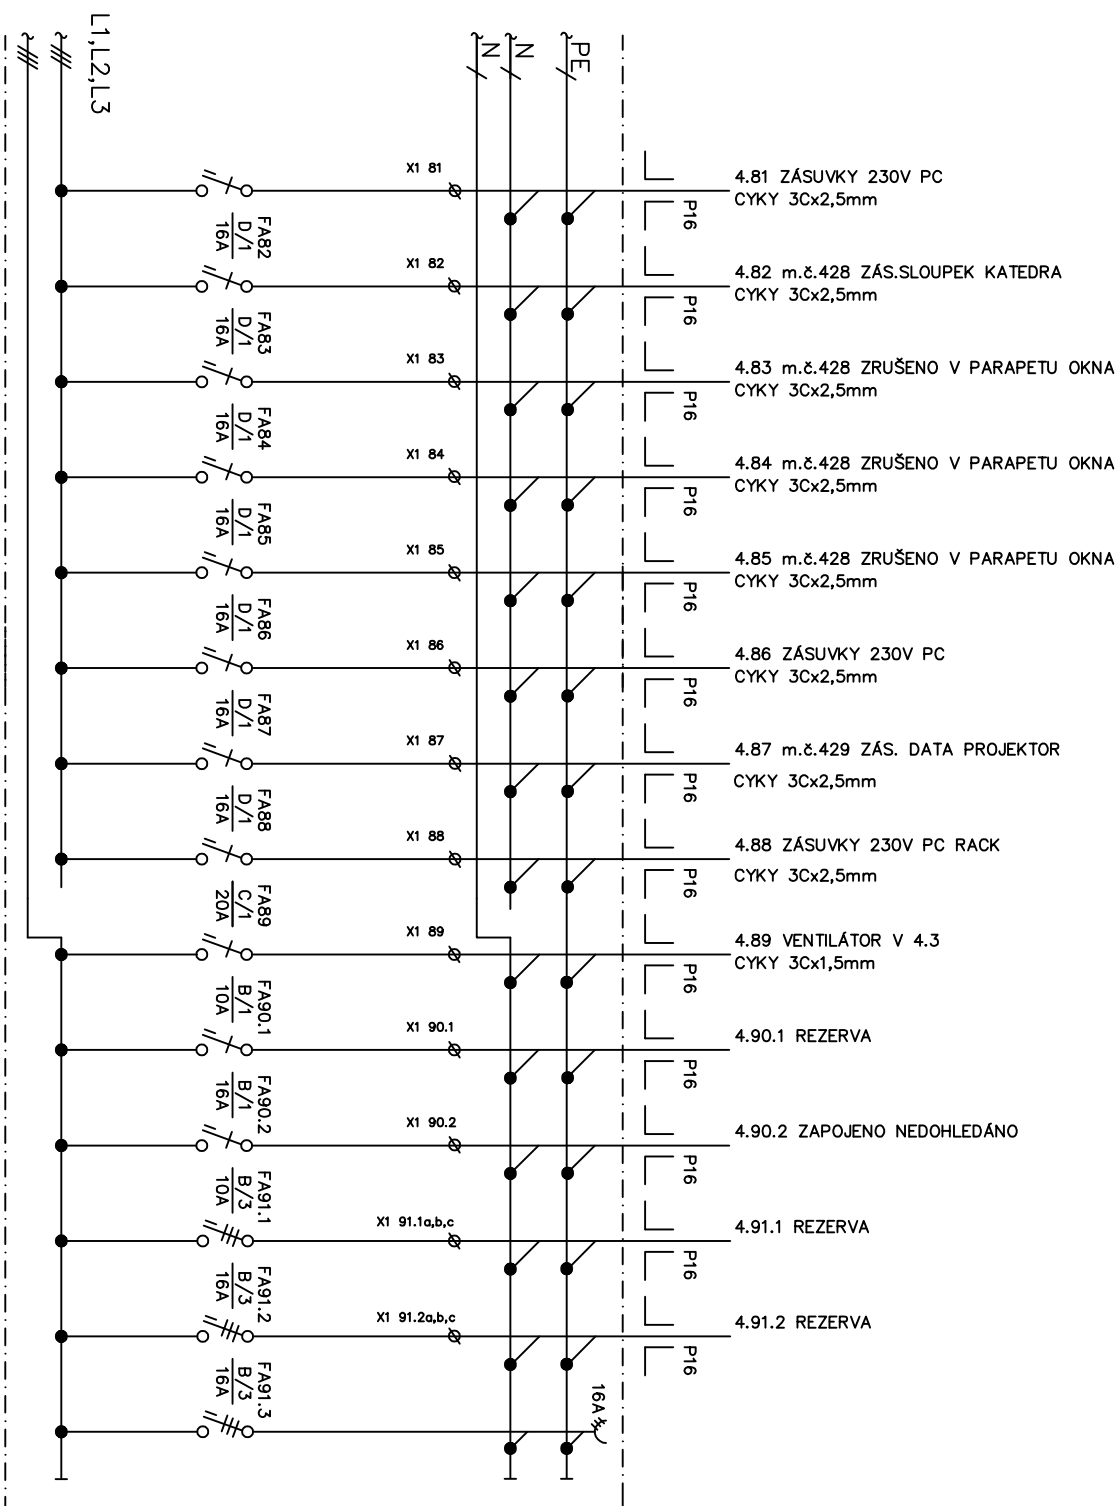 L1,L2,L3
N
N
PE
X1 81
4.81 ZÁSUVKY 230V PC
CYKY 3Cx2,5mm
P16
FA82
D/1
16A
X1 82
4.82 m.č.428 ZÁS.SLOUPEK KATEDRA
CYKY 3Cx2,5mm
P16
FA83
D/1
16A
X1 83
4.83 m.č.428 ZRUŠENO V PARAPETU OKNA
CYKY 3Cx2,5mm
P16
FA84
D/1
16A
X1 84
4.84 m.č.428 ZRUŠENO V PARAPETU OKNA
CYKY 3Cx2,5mm
P16
FA85
D/1
16A
X1 85
4.85 m.č.428 ZRUŠENO V PARAPETU OKNA
CYKY 3Cx2,5mm
P16
FA86
D/1
16A
X1 86
4.86 ZÁSUVKY 230V PC
CYKY 3Cx2,5mm
P16
FA87
D/1
16A
X1 87
4.87 m.č.429 ZÁS. DATA PROJEKTOR
CYKY 3Cx2,5mm
P16
FA88
D/1
16A
X1 88
4.88 ZÁSUVKY 230V PC RACK
CYKY 3Cx2,5mm
P16
FA89
C/1
20A
X1 89
4.89 VENTILÁTOR V 4.3
CYKY 3Cx1,5mm
P16
FA90.1
B/1
10A
X1 90.1
4.90.1 REZERVA
P16
FA90.2
B/1
16A
X1 90.2
4.90.2 ZAPOJENO NEDOHLEDÁNO
P16
FA91.1
B/3
10A
X1 91.1a,b,c
4.91.1 REZERVA
P16
FA91.2
B/3
16A
X1 91.2a,b,c
4.91.2 REZERVA
P16
FA91.3
B/3
16A
16A